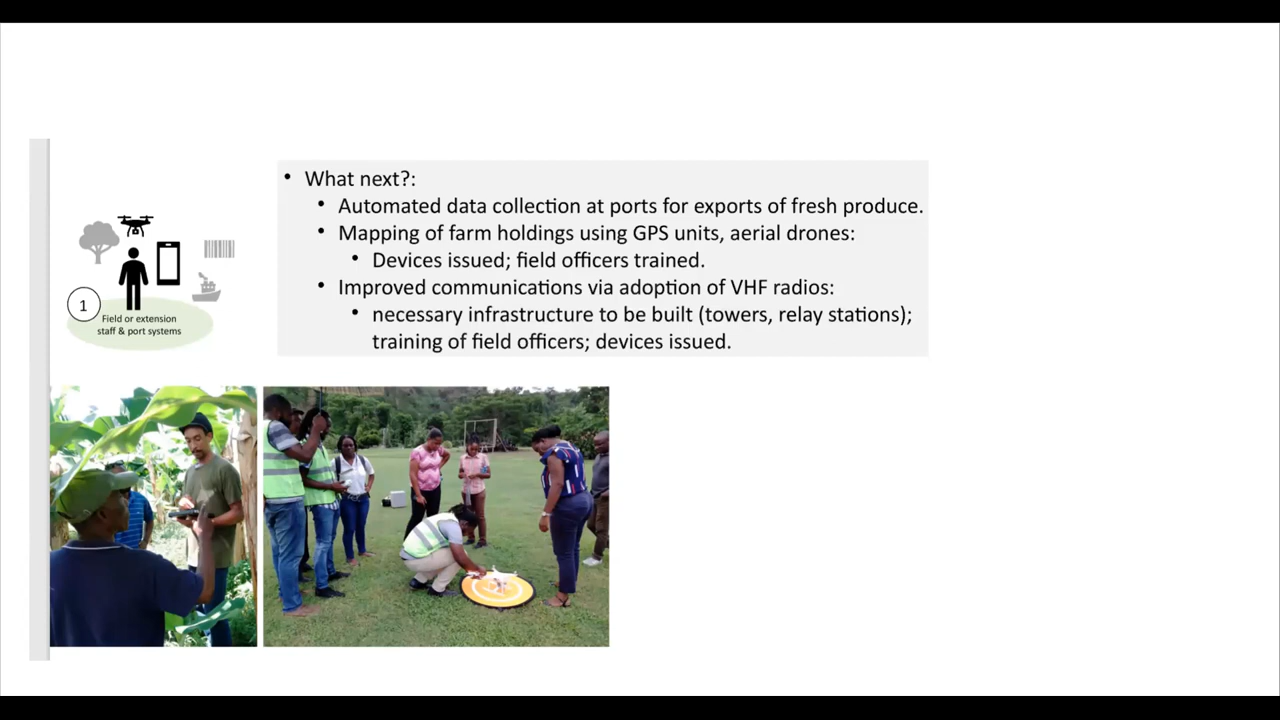 • What next?:
• Automated data collection at ports for exports of fresh produce.
• Mapping of farm holdings using GPS units, aerial drones:
• Devices issued; field officers trained.
• Improved communications via adoption of VHF radios:
• necessary infrastructure to be built (towers, relay stations);
training of field officers; devices issued.
1
Field or extension
staff & port systems